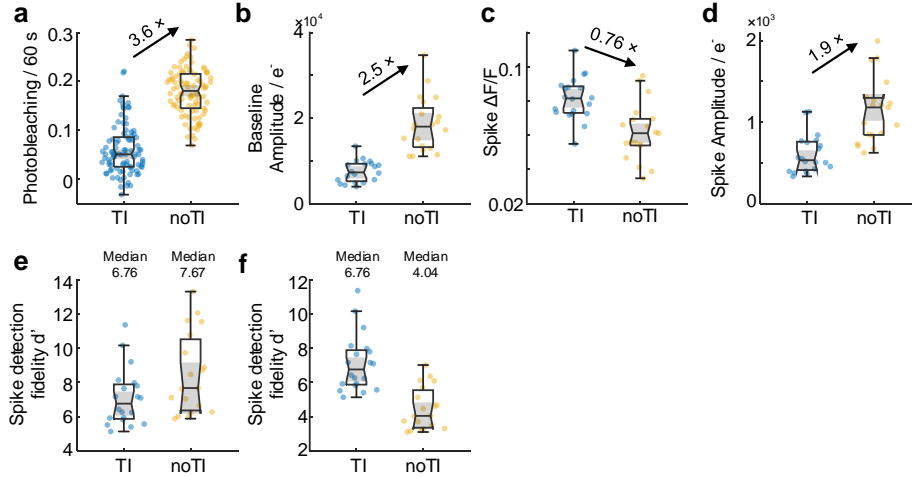 a
Photobleaching / 60 s
0.3
0.2
0.1
0
3.6 ×
TI
noTI
b
×10⁴
Baseline
Amplitude / e⁻
4
2
0
2.5 ×
TI
noTI
c
Spike ΔF/F
0.1
0.02
0.76 ×
TI
noTI
d
×10³
Spike Amplitude / e⁻
2
1
0
1.9 ×
TI
noTI
e
Median
6.76
Median
7.67
Spike detection
fidelity d'
14
12
10
8
6
4
TI
noTI
f
Median
6.76
Median
4.04
Spike detection
fidelity d'
14
12
10
8
6
4
2
TI
noTI